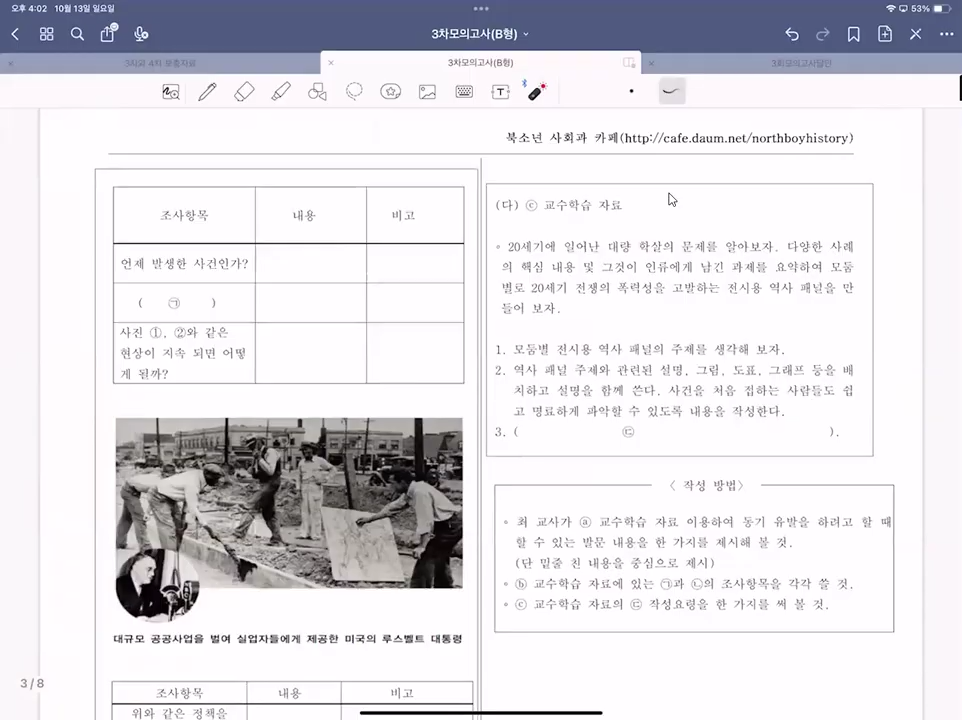 오후 4:02 10월 13일 일요일
53%
3차모의고사(B형)
3차와 4차 보충자료
3차모의고사(B형)
북소년 사회과 카페(http://cafe.daum.net/northboyhistory)
조사항목 내용 비고
언제 발생한 사건인가?
( ㉠ )
사진 ①, ②와 같은
현상이 지속 되면 어떻
게 될까?
대규모 공공사업을 벌여 실업자들에게 제공한 미국의 루스벨트 대통령
조사항목 내용 비고
위와 같은 정책을
3 / 8
(다) ⓒ 교수학습 자료
◦ 20세기에 일어난 대량 학살의 문제를 알아보자. 다양한 사례
의 핵심 내용 및 그것이 인류에게 남긴 과제를 요약하여 모둠
별로 20세기 전쟁의 폭력성을 고발하는 전시용 역사 패널을 만
들어 보자.
1. 모둠별 전시용 역사 패널의 주제를 생각해 보자.
2. 역사 패널 주제와 관련된 설명, 그림, 도표, 그래프 등을 배
치하고 설명을 함께 쓴다. 사건을 처음 접하는 사람들도 쉽
고 명료하게 파악할 수 있도록 내용을 작성한다.
3. ( ㉢ ).
〈 작성 방법〉
◦ 최 교사가 ⓐ 교수학습 자료 이용하여 동기 유발을 하려고 할 때
할 수 있는 발문 내용을 한 가지를 제시해 볼 것.
(단 밑줄 친 내용을 중심으로 제시)
◦ ⓑ 교수학습 자료에 있는 ㉠과 ㉡의 조사항목을 각각 쓸 것.
◦ ⓒ 교수학습 자료의 ㉢ 작성요령을 한 가지를 써 볼 것.